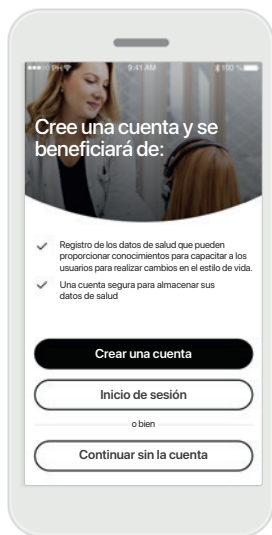 PH 9:41 AM 100 %
Cree una cuenta y se
beneficiará de:
Registro de los datos de salud que pueden
proporcionar conocimientos para capacitar a los
usuarios para realizar cambios en el estilo de vida.
Una cuenta segura para almacenar sus
datos de salud
Crear una cuenta
Inicio de sesión
o bien
Continuar sin la cuenta